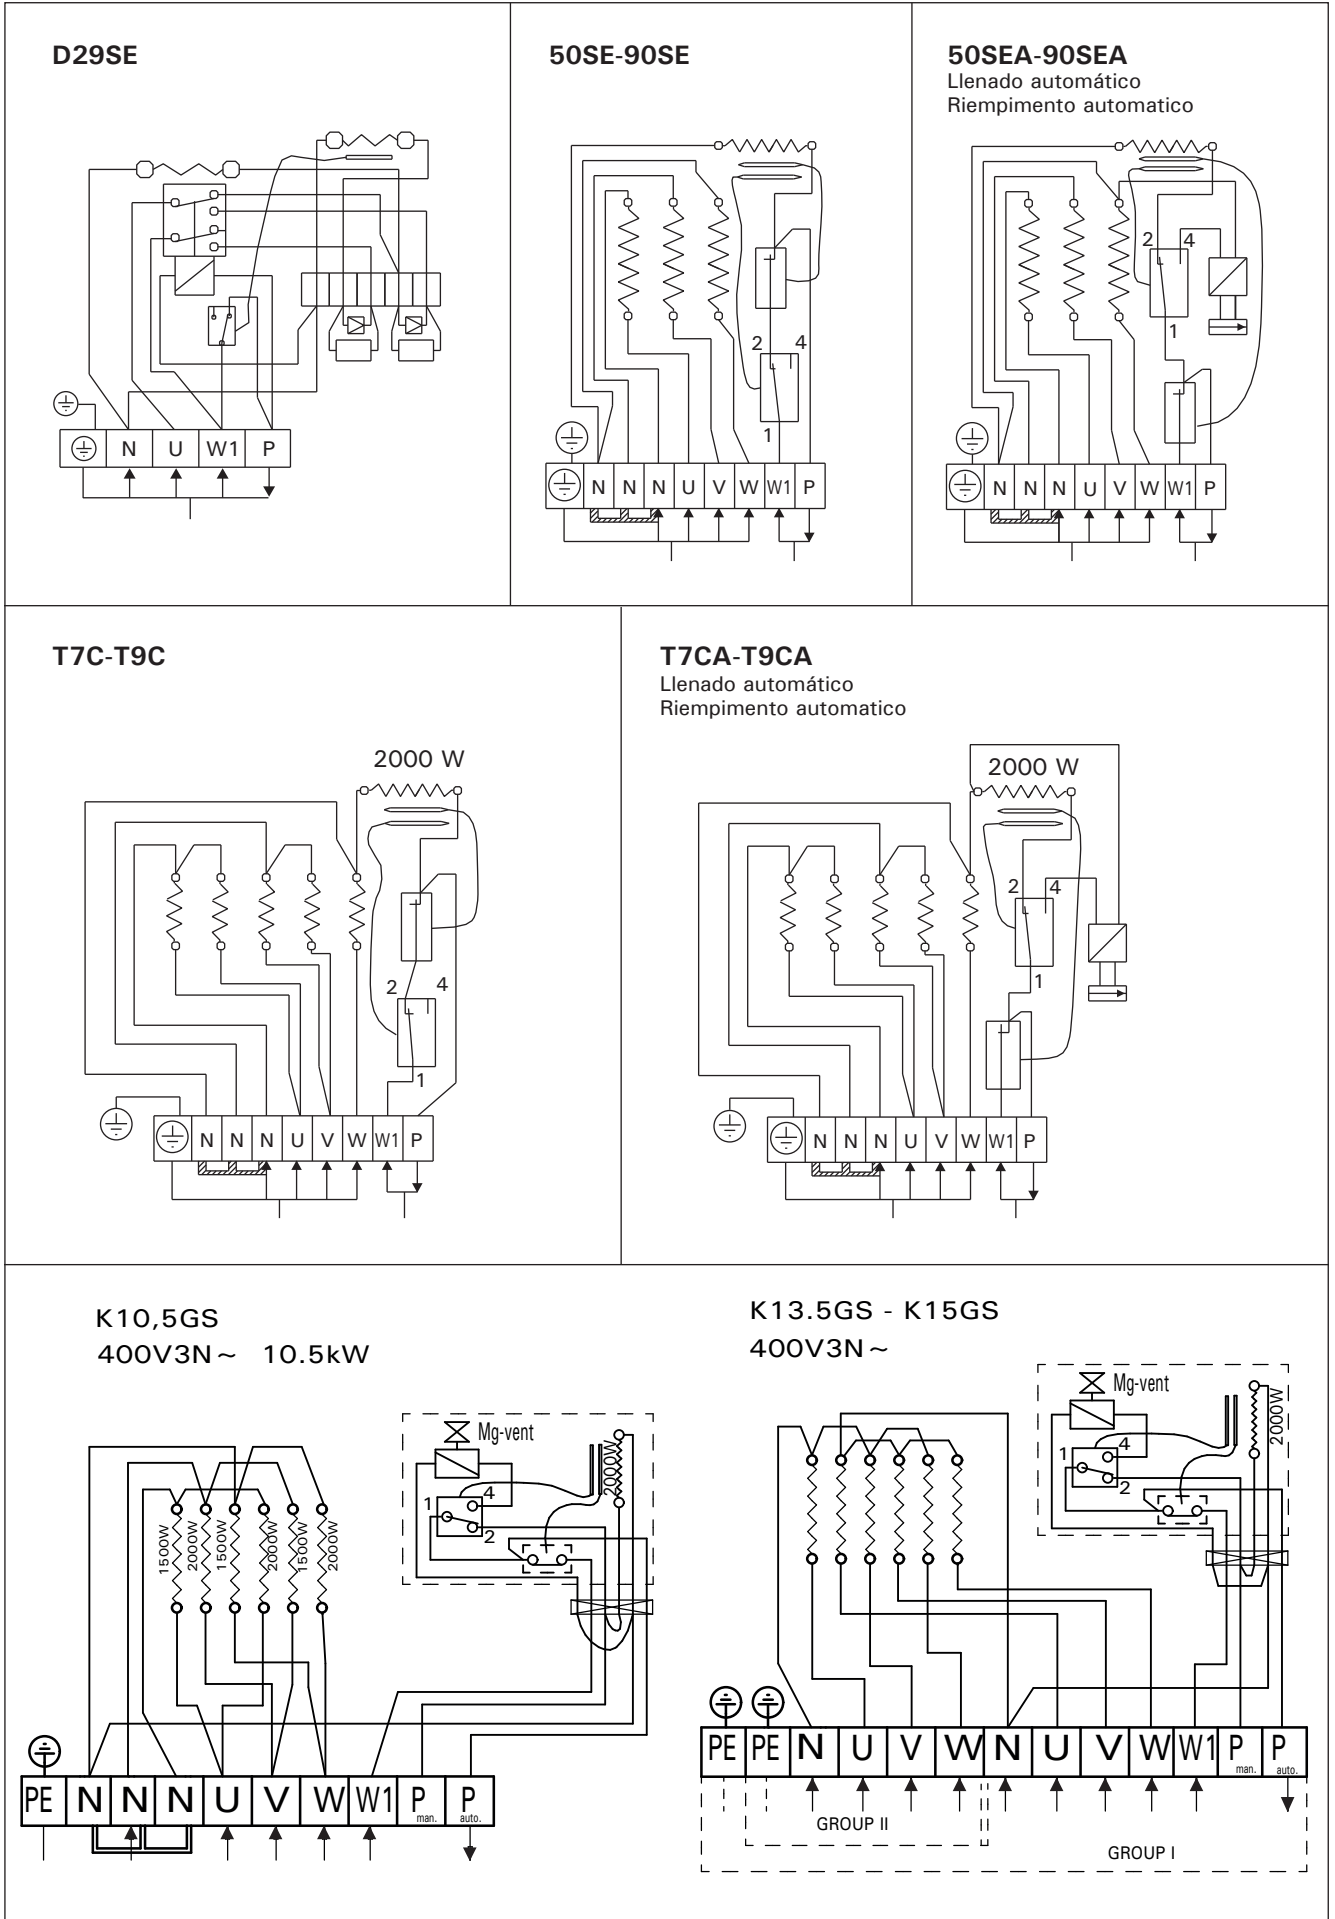 D29SE
N U W1 P
50SE-90SE
2 4
1
N N N U V W W1 P
50SEA-90SEA
Llenado automático
Riempimento automatico
2 4
1
N N N U V W W1 P
T7C-T9C
2000 W
2 4
1
N N N U V W W1 P
T7CA-T9CA
Llenado automático
Riempimento automatico
2000 W
2 4
1
N N N U V W W1 P
K10,5GS
400V3N~ 10.5kW
Mg-vent
2000W
1 4
2
1500W 2000W 1500W 2000W 1500W 2000W
PE N N N U V W W1 P man. P auto.
K13.5GS - K15GS
400V3N~
Mg-vent
2000W
1 4
2
PE PE N U V W N U V W W1 P man. P auto.
GROUP II
GROUP I